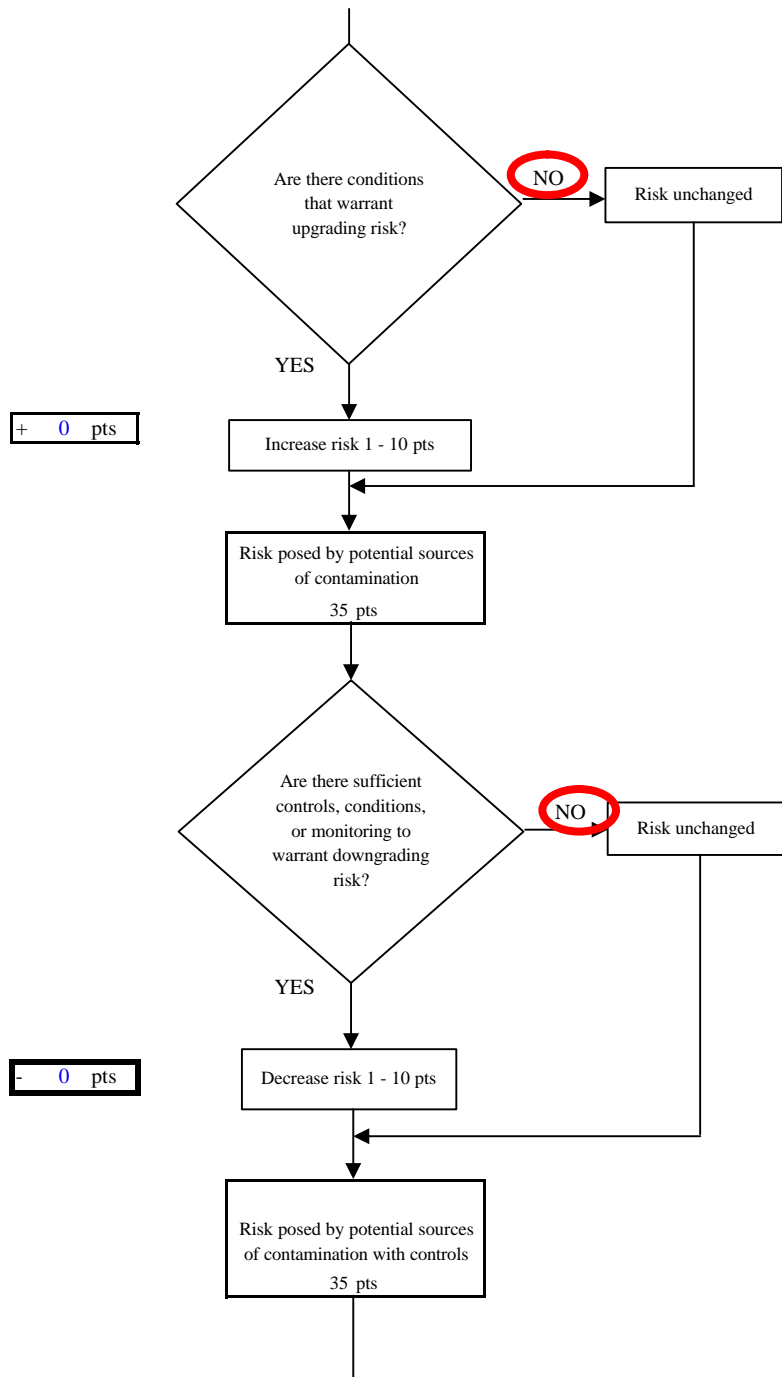 Are there conditions
that warrant
upgrading risk?
NO
Risk unchanged
YES
+ 0 pts
Increase risk 1 - 10 pts
Risk posed by potential sources
of contamination
35 pts
Are there sufficient
controls, conditions,
or monitoring to
warrant downgrading
risk?
NO
Risk unchanged
YES
- 0 pts
Decrease risk 1 - 10 pts
Risk posed by potential sources
of contamination with controls
35 pts